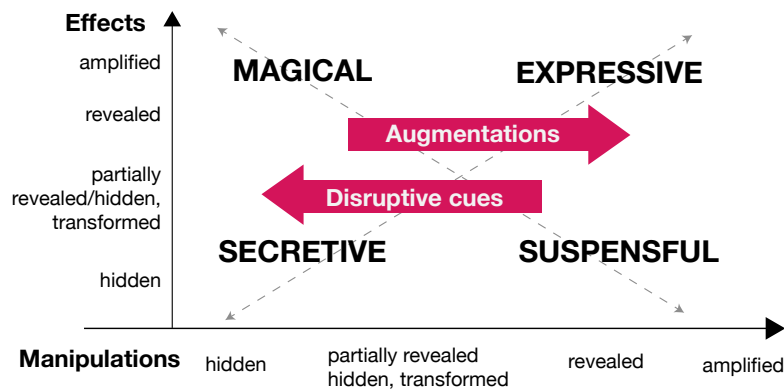 Effects
amplified
MAGICAL
EXPRESSIVE
revealed
Augmentations
partially
revealed/hidden,
transformed
Disruptive cues
SECRETIVE
SUSPENSFUL
hidden
Manipulations
hidden
partially revealed
hidden, transformed
revealed
amplified